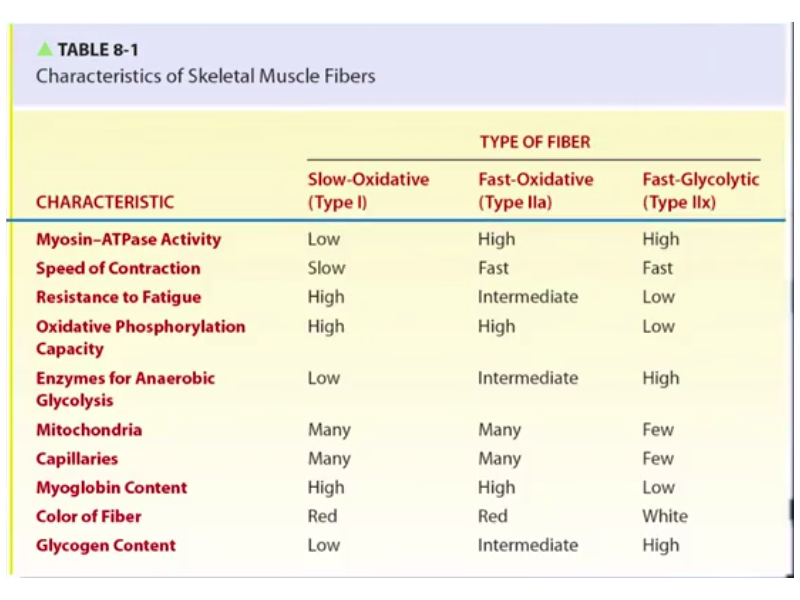 ▲ TABLE 8-1
Characteristics of Skeletal Muscle Fibers
TYPE OF FIBER
CHARACTERISTIC Slow-Oxidative (Type I) Fast-Oxidative (Type IIa) Fast-Glycolytic (Type IIx)
Myosin–ATPase Activity Low High High
Speed of Contraction Slow Fast Fast
Resistance to Fatigue High Intermediate Low
Oxidative Phosphorylation Capacity High High Low
Enzymes for Anaerobic Glycolysis Low Intermediate High
Mitochondria Many Many Few
Capillaries Many Many Few
Myoglobin Content High High Low
Color of Fiber Red Red White
Glycogen Content Low Intermediate High